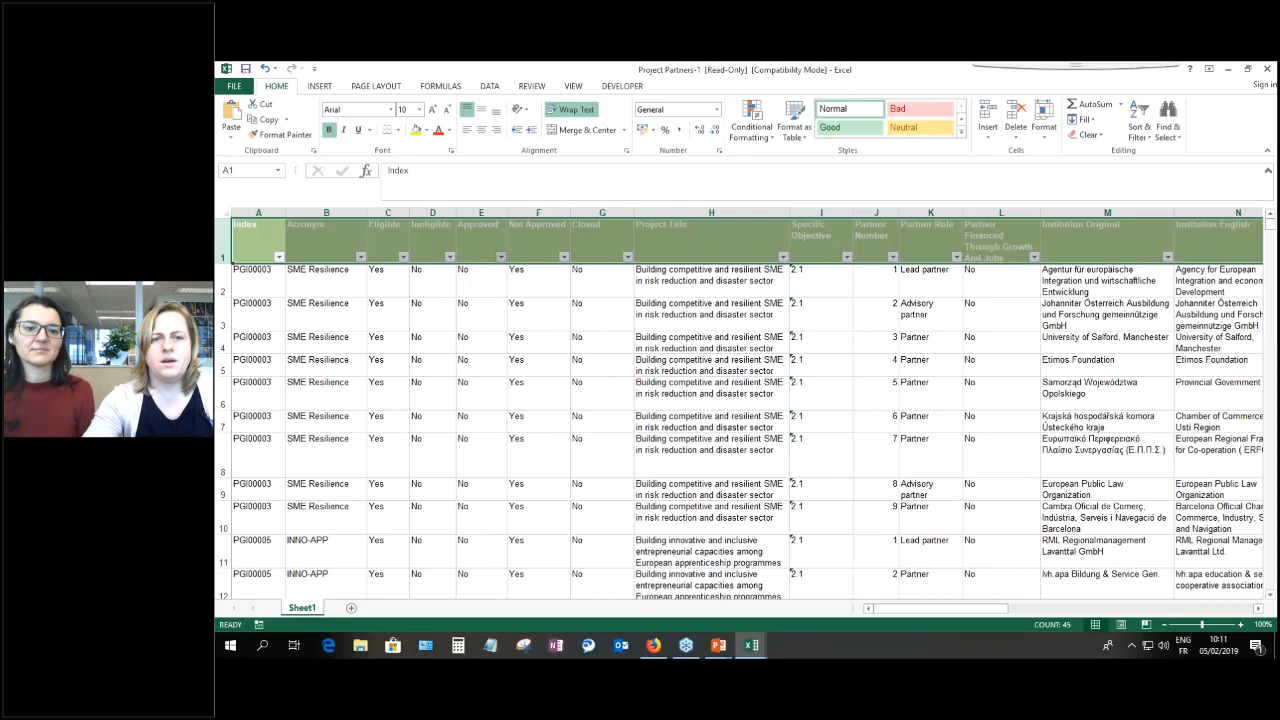 Project Partners-1 [Read-Only] [Compatibility Mode] - Excel
Sign in
FILE HOME INSERT PAGE LAYOUT FORMULAS DATA REVIEW VIEW DEVELOPER
Paste
Cut
Copy
Format Painter
Clipboard
Arial 10
Font
Wrap Text
Merge & Center
Alignment
General
Number
Conditional Formatting
Format as Table
Normal Bad
Good Neutral
Styles
Insert Delete Format
Cells
AutoSum
Fill
Clear
Sort & Filter
Find & Select
Editing
A1 Index
A B C D E F G H I J K L M N
1 Index Acronym Eligible Ineligible Approved Not Approved Closed Project Title Specific Objective Partner Number Partner Role Partner Financed Through Growth And Jobs Institution Original Institution English
2 PGI00003 SME Resilience Yes No No Yes No Building competitive and resilient SME in risk reduction and disaster sector 2.1 1 Lead partner No Agentur für europäische Integration und wirtschaftliche Entwicklung Agency for European Integration and econom Development
3 PGI00003 SME Resilience Yes No No Yes No Building competitive and resilient SME in risk reduction and disaster sector 2.1 2 Advisory partner No Johanniter Österreich Ausbildung und Forschung gemeinnützige GmbH Johanniter Österreich Ausbildung und Forsch gemeinnützige GmbH
4 PGI00003 SME Resilience Yes No No Yes No Building competitive and resilient SME in risk reduction and disaster sector 2.1 3 Partner No University of Salford, Manchester University of Salford, Manchester
5 PGI00003 SME Resilience Yes No No Yes No Building competitive and resilient SME in risk reduction and disaster sector 2.1 4 Partner No Etimos Foundation Etimos Foundation
6 PGI00003 SME Resilience Yes No No Yes No Building competitive and resilient SME in risk reduction and disaster sector 2.1 5 Partner No Samorząd Województwa Opolskiego Provincial Government
7 PGI00003 SME Resilience Yes No No Yes No Building competitive and resilient SME in risk reduction and disaster sector 2.1 6 Partner No Krajská hospodářská komora Ústeckého kraje Chamber of Commerce Usti Region
8 PGI00003 SME Resilience Yes No No Yes No Building competitive and resilient SME in risk reduction and disaster sector 2.1 7 Partner No Ευρωπαϊκό Περιφερειακό Πλαίσιο Συνεργασίας (Ε.Π.Π.Σ.) European Regional Fra for Co-operation ( ERFC
9 PGI00003 SME Resilience Yes No No Yes No Building competitive and resilient SME in risk reduction and disaster sector 2.1 8 Advisory partner No European Public Law Organization European Public Law Organization
10 PGI00003 SME Resilience Yes No No Yes No Building competitive and resilient SME in risk reduction and disaster sector 2.1 9 Partner No Cambra Oficial de Comerç, Indústria, Serveis i Navegació de Barcelona Barcelona Official Char Commerce, Industry, S and Navigation
11 PGI00005 INNO-APP Yes No No Yes No Building innovative and inclusive entrepreneurial capacities among European apprenticeship programmes 2.1 1 Lead partner No RML Regionalmanagement Lavanttal GmbH RML Regional Manage Lavanttal Ltd.
12 PGI00005 INNO-APP Yes No No Yes No Building innovative and inclusive entrepreneurial capacities among European apprenticeship programmes 2.1 2 Partner No lvh.apa Bildung & Service Gen. lvh.apa education & se cooperative association
Sheet1
READY COUNT: 45 100%
ENG
FR
10:11
05/02/2019